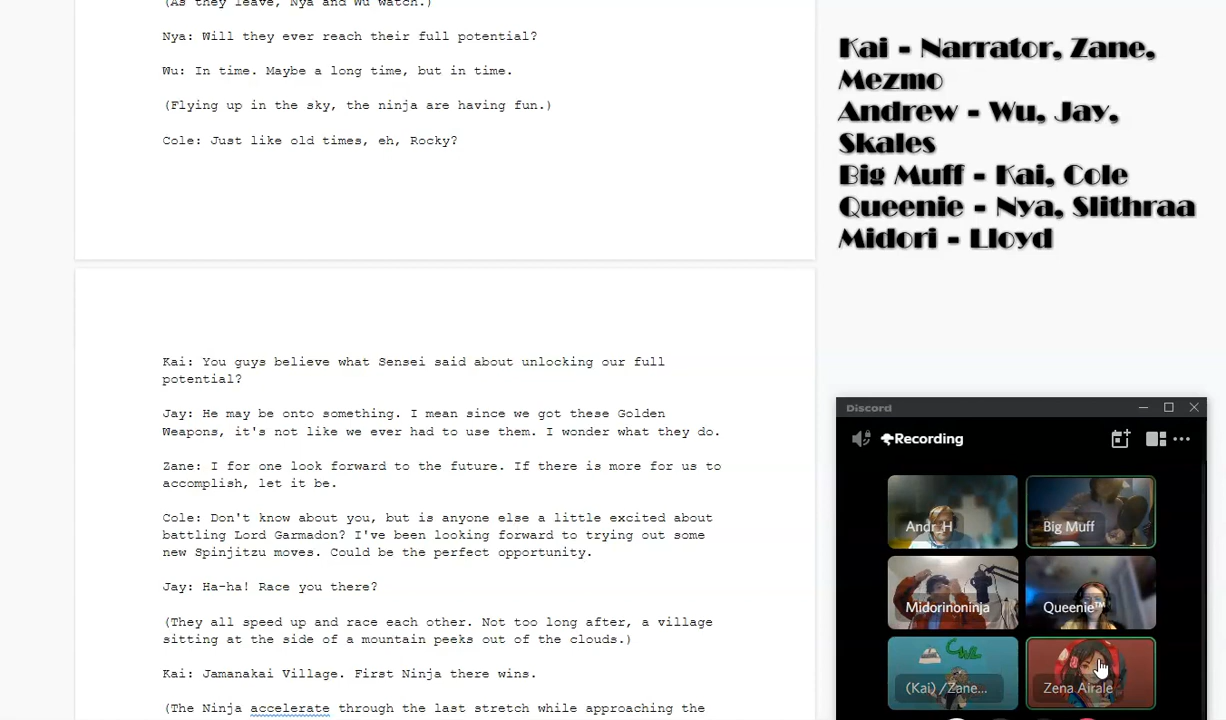 (As they leave, Nya and Wu watch.)
Nya: Will they ever reach their full potential?
Wu: In time. Maybe a long time, but in time.
(Flying up in the sky, the ninja are having fun.)
Cole: Just like old times, eh, Rocky?
Kai: You guys believe what Sensei said about unlocking our full
potential?
Jay: He may be onto something. I mean since we got these Golden
Weapons, it's not like we ever had to use them. I wonder what they do.
Zane: I for one look forward to the future. If there is more for us to
accomplish, let it be.
Cole: Don't know about you, but is anyone else a little excited about
battling Lord Garmadon? I've been looking forward to trying out some
new Spinjitzu moves. Could be the perfect opportunity.
Jay: Ha-ha! Race you there?
(They all speed up and race each other. Not too long after, a village
sitting at the side of a mountain peeks out of the clouds.)
Kai: Jamanakai Village. First Ninja there wins.
(The Ninja accelerate through the last stretch while approaching the
Kai - Narrator, Zane,
Mezmo
Andrew - Wu, Jay,
Skales
Big Muff - Kai, Cole
Queenie - Nya, Slithraa
Midori - Lloyd
Discord
Recording
Andr_H
Big Muff
Midorinoninja
Queenie™
(Kai) /Zane...
Zena Airale